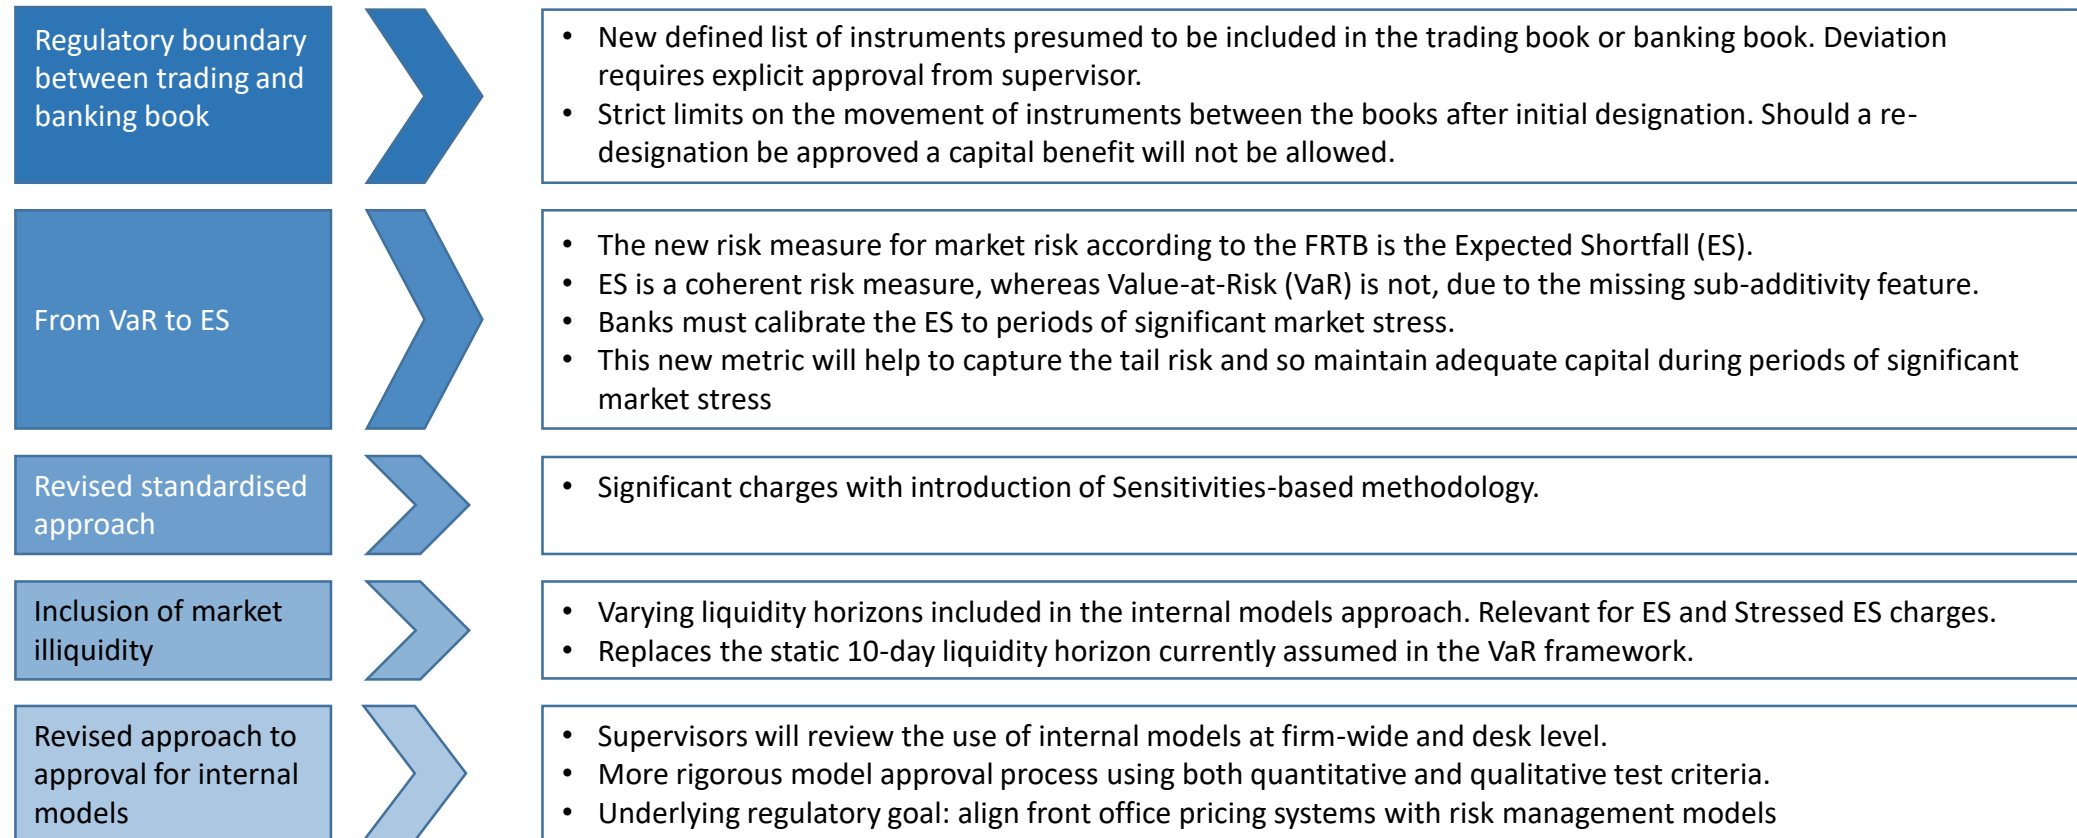 Regulatory boundary
between trading and
banking book
• New defined list of instruments presumed to be included in the trading book or banking book. Deviation
requires explicit approval from supervisor.
• Strict limits on the movement of instruments between the books after initial designation. Should a re-
designation be approved a capital benefit will not be allowed.
From VaR to ES
• The new risk measure for market risk according to the FRTB is the Expected Shortfall (ES).
• ES is a coherent risk measure, whereas Value-at-Risk (VaR) is not, due to the missing sub-additivity feature.
• Banks must calibrate the ES to periods of significant market stress.
• This new metric will help to capture the tail risk and so maintain adequate capital during periods of significant
market stress
Revised standardised
approach
• Significant charges with introduction of Sensitivities-based methodology.
Inclusion of market
illiquidity
• Varying liquidity horizons included in the internal models approach. Relevant for ES and Stressed ES charges.
• Replaces the static 10-day liquidity horizon currently assumed in the VaR framework.
Revised approach to
approval for internal
models
• Supervisors will review the use of internal models at firm-wide and desk level.
• More rigorous model approval process using both quantitative and qualitative test criteria.
• Underlying regulatory goal: align front office pricing systems with risk management models